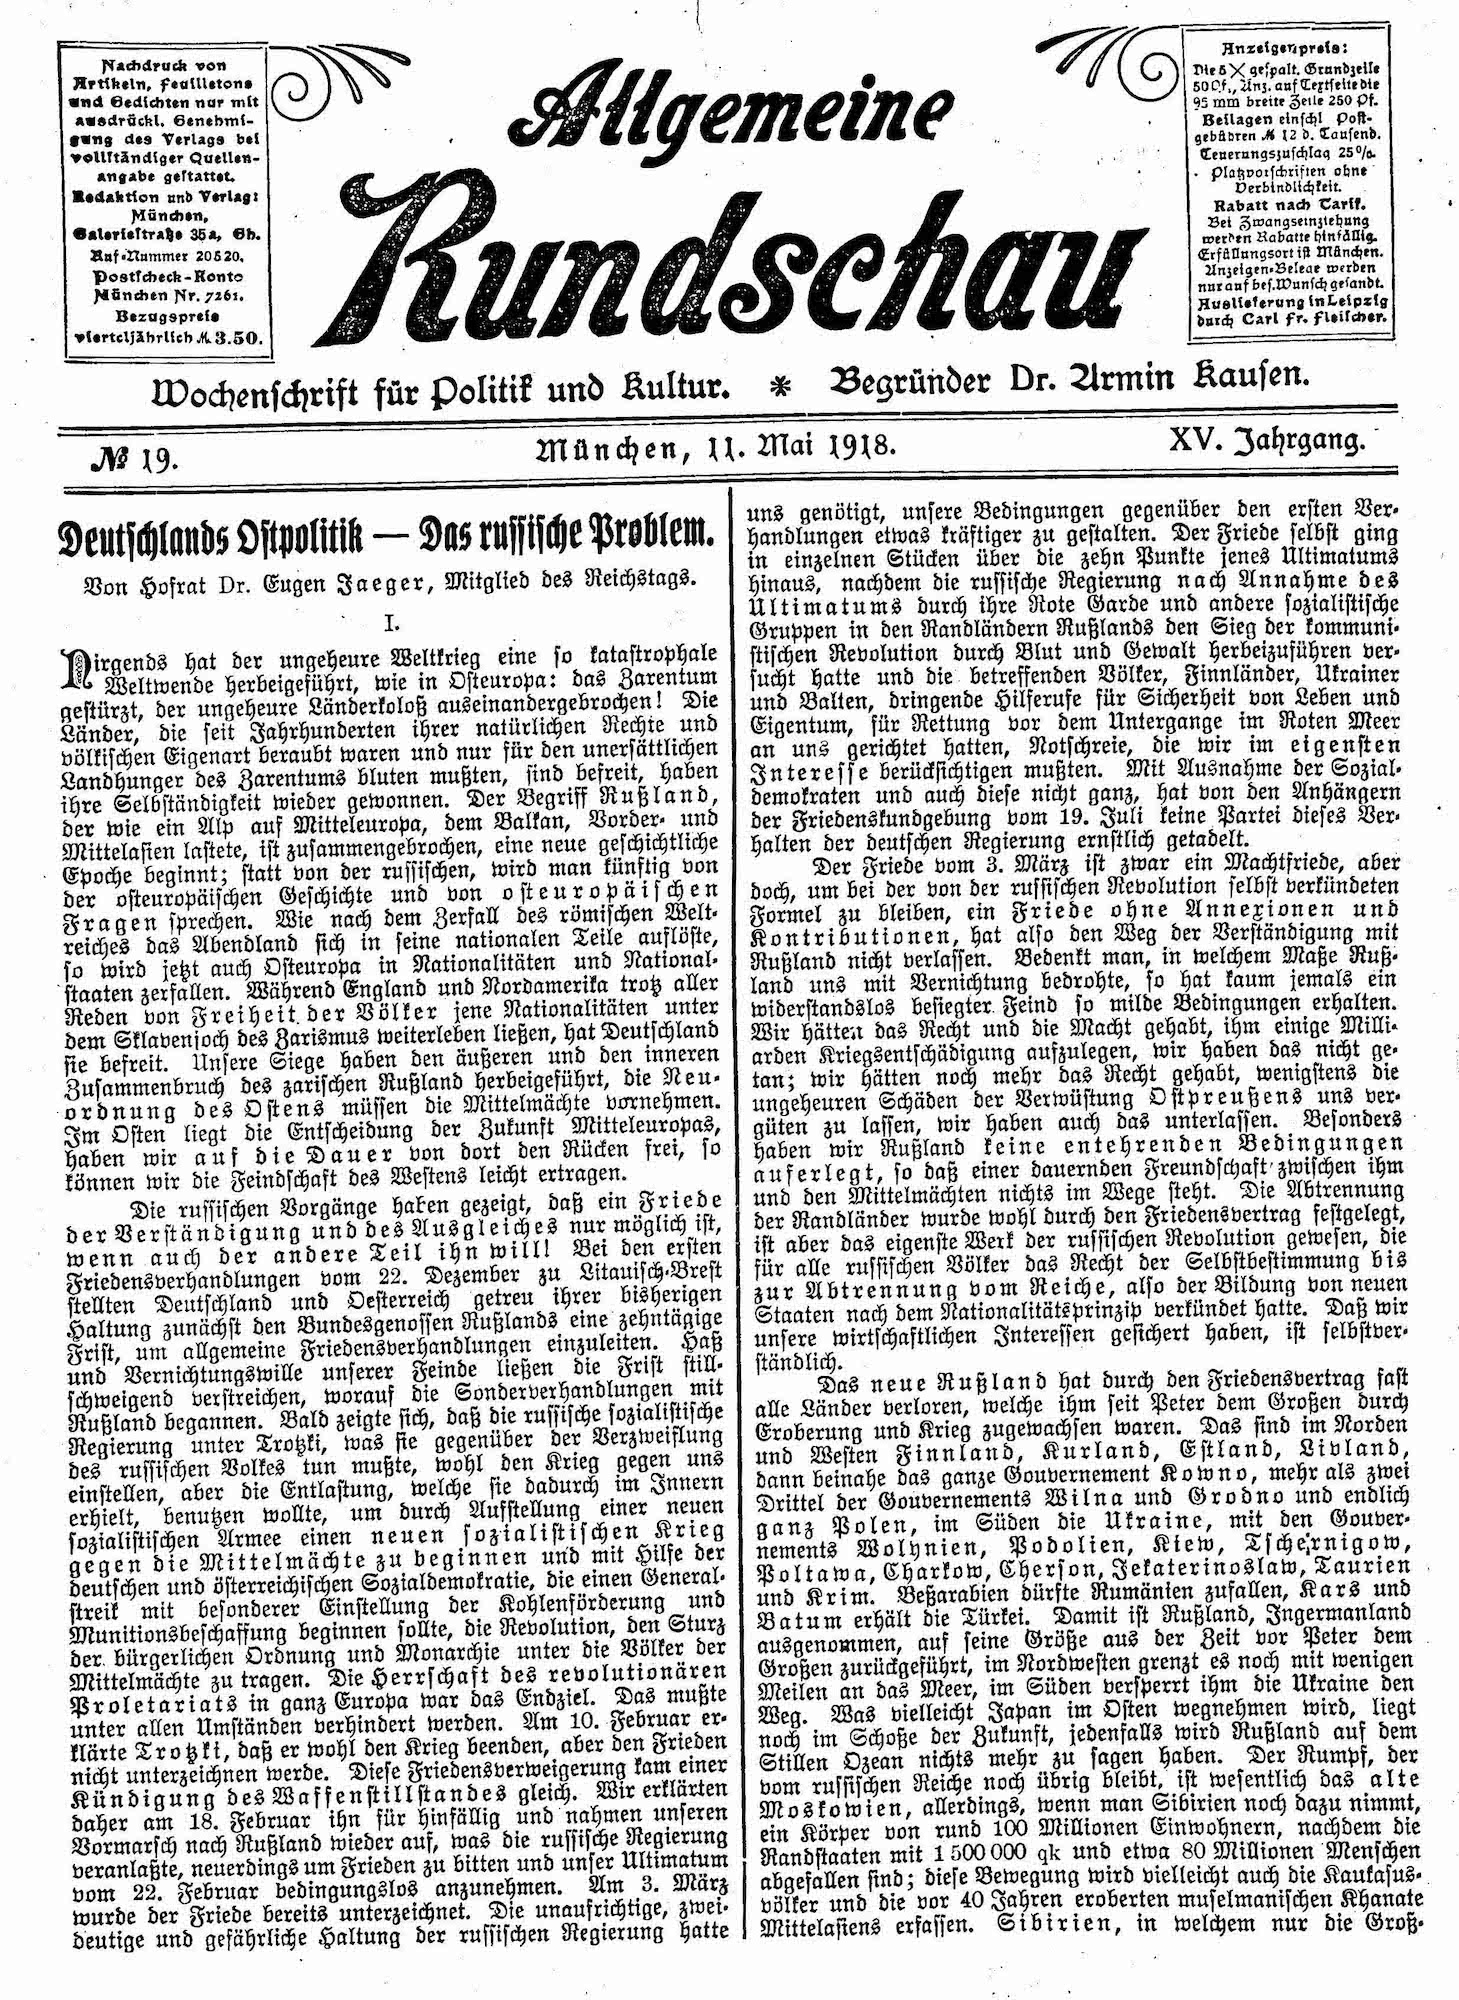 Nachdruck von
Artikeln, Feuilletons
und Gedichten nur mit
ausdrückl. Genehmi-
gung des Verlags bei
vollständiger Quellen-
angabe gestattet.
Redaktion und Verlag:
München,
Galeriestraße 35a, Gh.
Ruf-Nummer 20520.
Postscheck-Konto
München Nr. 7261.
Bezugspreis
vierteljährlich M 3.50.
Allgemeine
Rundschau
Anzeigenpreis:
Die 5 X gespalt. Grundzeile
50 Pf., Anz. auf Textseite die
95 mm breite Zeile 250 Pf.
Beilagen einschl Post-
gebühren M 12 d. Tausend.
Teuerungszuschlag 25%.
Platzvorschriften ohne
Verbindlichkeit.
Rabatt nach Tarif.
Bei Zwangseinziehung
werden Rabatte hinfällig.
Erfüllungsort ist München.
Anzeigen-Belege werden
nur auf bes. Wunsch gesandt.
Auslieferung in Leipzig
durch Carl Fr. Fleischer.
Wochenschrift für Politik und Kultur. * Begründer Dr. Armin Kausen.
№ 19. München, 11. Mai 1918. XV. Jahrgang.
Deutschlands Ostpolitik — Das russische Problem.
Von Hofrat Dr. Eugen Jaeger, Mitglied des Reichstags.
I.
Nirgends hat der ungeheure Weltkrieg eine so katastrophale
Weltwende herbeigeführt, wie in Osteuropa: das Zarentum
gestürzt, der ungeheure Länderkoloß auseinandergebrochen! Die
Länder, die seit Jahrhunderten ihrer natürlichen Rechte und
völkischen Eigenart beraubt waren und nur für den unersättlichen
Landhunger des Zarentums bluten mußten, sind befreit, haben
ihre Selbständigkeit wieder gewonnen. Der Begriff Rußland,
der wie ein Alp auf Mitteleuropa, dem Balkan, Vorder- und
Mittelasien lastete, ist zusammengebrochen, eine neue geschichtliche
Epoche beginnt; statt von der russischen, wird man künftig von
der osteuropäischen Geschichte und von osteuropäischen
Fragen sprechen. Wie nach dem Zerfall des römischen Welt-
reiches das Abendland sich in seine nationalen Teile auflöste,
so wird jetzt auch Osteuropa in Nationalitäten und National-
staaten zerfallen. Während England und Nordamerika trotz aller
Reden von Freiheit der Völker jene Nationalitäten unter
dem Sklavenjoch des Zarismus weiterleben ließen, hat Deutschland
sie befreit. Unsere Siege haben den äußeren und den inneren
Zusammenbruch des zarischen Rußland herbeigeführt, die Neu-
ordnung des Ostens müssen die Mittelmächte vornehmen.
Im Osten liegt die Entscheidung der Zukunft Mitteleuropas,
haben wir auf die Dauer von dort den Rücken frei, so
können wir die Feindschaft des Westens leicht ertragen.
Die russischen Vorgänge haben gezeigt, daß ein Friede
der Verständigung und des Ausgleiches nur möglich ist,
wenn auch der andere Teil ihn will! Bei den ersten
Friedensverhandlungen vom 22. Dezember zu Litauisch-Brest
stellten Deutschland und Oesterreich getreu ihrer bisherigen
Haltung zunächst den Bundesgenossen Rußlands eine zehntägige
Frist, um allgemeine Friedensverhandlungen einzuleiten. Haß
und Vernichtungswille unserer Feinde ließen die Frist still-
schweigend verstreichen, worauf die Sonderverhandlungen mit
Rußland begannen. Bald zeigte sich, daß die russische sozialistische
Regierung unter Trotzki, was sie gegenüber der Verzweiflung
des russischen Volkes tun mußte, wohl den Krieg gegen uns
einstellen, aber die Entlastung, welche sie dadurch im Innern
erhielt, benutzen wollte, um durch Aufstellung einer neuen
sozialistischen Armee einen neuen sozialistischen Krieg
gegen die Mittelmächte zu beginnen und mit Hilfe der
deutschen und österreichischen Sozialdemokratie, die einen General-
streik mit besonderer Einstellung der Kohlenförderung und
Munitionsbeschaffung beginnen sollte, die Revolution, den Sturz
der bürgerlichen Ordnung und Monarchie unter die Völker der
Mittelmächte zu tragen. Die Herrschaft des revolutionären
Proletariats in ganz Europa war das Endziel. Das mußte
unter allen Umständen verhindert werden. Am 10. Februar er-
klärte Trotzki, daß er wohl den Krieg beenden, aber den Frieden
nicht unterzeichnen werde. Diese Friedensverweigerung kam einer
Kündigung des Waffenstillstandes gleich. Wir erklärten
daher am 18. Februar ihn für hinfällig und nahmen unseren
Vormarsch nach Rußland wieder auf, was die russische Regierung
veranlaßte, neuerdings um Frieden zu bitten und unser Ultimatum
vom 22. Februar bedingungslos anzunehmen. Am 3. März
wurde der Friede bereits unterzeichnet. Die unaufrichtige, zwei-
deutige und gefährliche Haltung der russischen Regierung hatte
uns genötigt, unsere Bedingungen gegenüber den ersten Ver-
handlungen etwas kräftiger zu gestalten. Der Friede selbst ging
in einzelnen Stücken über die zehn Punkte jenes Ultimatums
hinaus, nachdem die russische Regierung nach Annahme des
Ultimatums durch ihre Rote Garde und andere sozialistische
Gruppen in den Randländern Rußlands den Sieg der kommuni-
stischen Revolution durch Blut und Gewalt herbeizuführen ver-
sucht hatte und die betreffenden Völker, Finnländer, Ukrainer
und Balten, dringende Hilferufe für Sicherheit von Leben und
Eigentum, für Rettung vor dem Untergange im Roten Meer
an uns gerichtet hatten, Notschreie, die wir im eigensten
Interesse berücksichtigen mußten. Mit Ausnahme der Sozial-
demokraten und auch diese nicht ganz, hat von den Anhängern
der Friedenskundgebung vom 19. Juli keine Partei dieses Ver-
halten der deutschen Regierung ernstlich getadelt.
Der Friede vom 3. März ist zwar ein Machtfriede, aber
doch, um bei der von der russischen Revolution selbst verkündeten
Formel zu bleiben, ein Friede ohne Annexionen und
Kontributionen, hat also den Weg der Verständigung mit
Rußland nicht verlassen. Bedenkt man, in welchem Maße Ruß-
land uns mit Vernichtung bedrohte, so hat kaum jemals ein
widerstandslos besiegter Feind so milde Bedingungen erhalten.
Wir hätten das Recht und die Macht gehabt, ihm einige Milli-
arden Kriegsentschädigung aufzulegen, wir haben das nicht ge-
tan; wir hätten noch mehr das Recht gehabt, wenigstens die
ungeheuren Schäden der Verwüstung Ostpreußens uns ver-
güten zu lassen, wir haben auch das unterlassen. Besonders
haben wir Rußland keine entehrenden Bedingungen
auferlegt, so daß einer dauernden Freundschaft zwischen ihm
und den Mittelmächten nichts im Wege steht. Die Abtrennung
der Randländer wurde wohl durch den Friedensvertrag festgelegt,
ist aber das eigenste Werk der russischen Revolution gewesen, die
für alle russischen Völker das Recht der Selbstbestimmung bis
zur Abtrennung vom Reiche, also der Bildung von neuen
Staaten nach dem Nationalitätsprinzip verkündet hatte. Daß wir
unsere wirtschaftlichen Interessen gesichert haben, ist selbstver-
ständlich.
Das neue Rußland hat durch den Friedensvertrag fast
alle Länder verloren, welche ihm seit Peter dem Großen durch
Eroberung und Krieg zugewachsen waren. Das sind im Norden
und Westen Finnland, Kurland, Estland, Livland,
dann beinahe das ganze Gouvernement Kowno, mehr als zwei
Drittel der Gouvernements Wilna und Grodno und endlich
ganz Polen, im Süden die Ukraine, mit den Gouver-
nements Wolynien, Podolien, Kiew, Tschernigow,
Poltawa, Charkow, Cherson, Jekaterinoslaw, Taurien
und Krim. Beßarabien dürfte Rumänien zufallen, Kars und
Batum erhält die Türkei. Damit ist Rußland, Ingermanland
ausgenommen, auf seine Größe aus der Zeit vor Peter dem
Großen zurückgeführt, im Nordwesten grenzt es noch mit wenigen
Meilen an das Meer, im Süden versperrt ihm die Ukraine den
Weg. Was vielleicht Japan im Osten wegnehmen wird, liegt
noch im Schoße der Zukunft, jedenfalls wird Rußland auf dem
Stillen Ozean nichts mehr zu sagen haben. Der Rumpf, der
vom russischen Reiche noch übrig bleibt, ist wesentlich das alte
Moskowien, allerdings, wenn man Sibirien noch dazu nimmt,
ein Körper von rund 100 Millionen Einwohnern, nachdem die
Randstaaten mit 1 500 000 qk und etwa 80 Millionen Menschen
abgefallen sind; diese Bewegung wird vielleicht auch die Kaukasus-
völker und die vor 40 Jahren eroberten muselmanischen Khanate
Mittelasiens erfassen. Sibirien, in welchem nur die Groß-